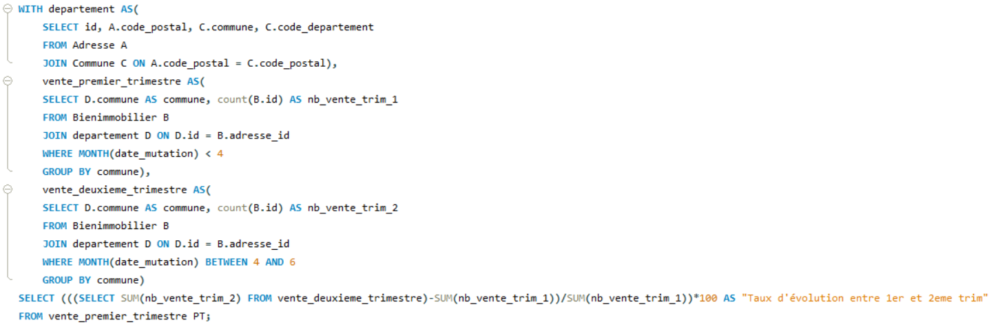 WITH departement AS(
SELECT id, A.code_postal, C.commune, C.code_departement
FROM Adresse A
JOIN Commune C ON A.code_postal = C.code_postal),
vente_premier_trimestre AS(
SELECT D.commune AS commune, count(B.id) AS nb_vente_trim_1
FROM Bienimmobilier B
JOIN departement D ON D.id = B.adresse_id
WHERE MONTH(date_mutation) < 4
GROUP BY commune),
vente_deuxieme_trimestre AS(
SELECT D.commune AS commune, count(B.id) AS nb_vente_trim_2
FROM Bienimmobilier B
JOIN departement D ON D.id = B.adresse_id
WHERE MONTH(date_mutation) BETWEEN 4 AND 6
GROUP BY commune)
SELECT (((SELECT SUM(nb_vente_trim_2) FROM vente_deuxieme_trimestre)-SUM(nb_vente_trim_1))/SUM(nb_vente_trim_1))*100 AS "Taux d'évolution entre 1er et 2eme trim"
FROM vente_premier_trimestre PT;